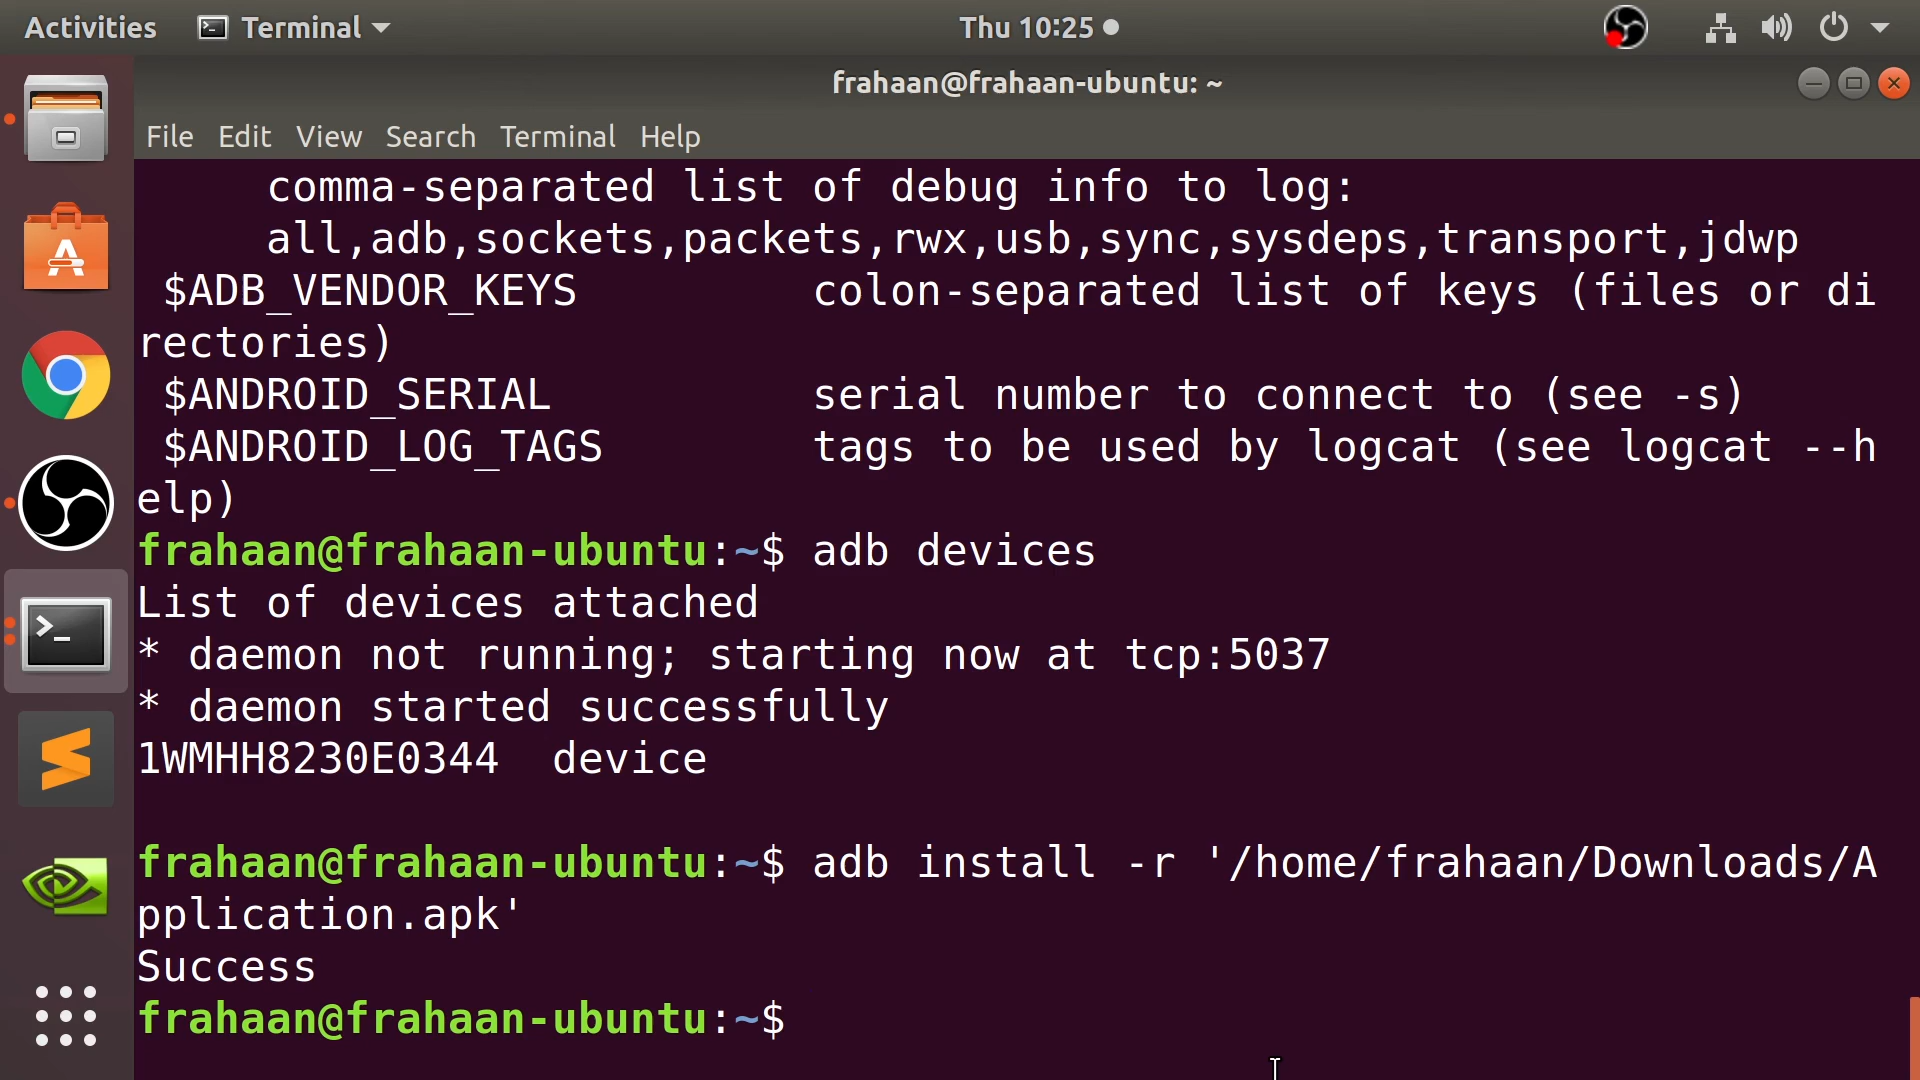 Activities Terminal Thu 10:25
frahaan@frahaan-ubuntu: ~
File Edit View Search Terminal Help
comma-separated list of debug info to log:
all,adb,sockets,packets,rwx,usb,sync,sysdeps,transport,jdwp
$ADB_VENDOR_KEYS colon-separated list of keys (files or di
rectories)
$ANDROID_SERIAL serial number to connect to (see -s)
$ANDROID_LOG_TAGS tags to be used by logcat (see logcat --h
elp)
frahaan@frahaan-ubuntu:~$ adb devices
List of devices attached
* daemon not running; starting now at tcp:5037
* daemon started successfully
1WMHH8230E0344 device
frahaan@frahaan-ubuntu:~$ adb install -r '/home/frahaan/Downloads/A
pplication.apk'
Success
frahaan@frahaan-ubuntu:~$